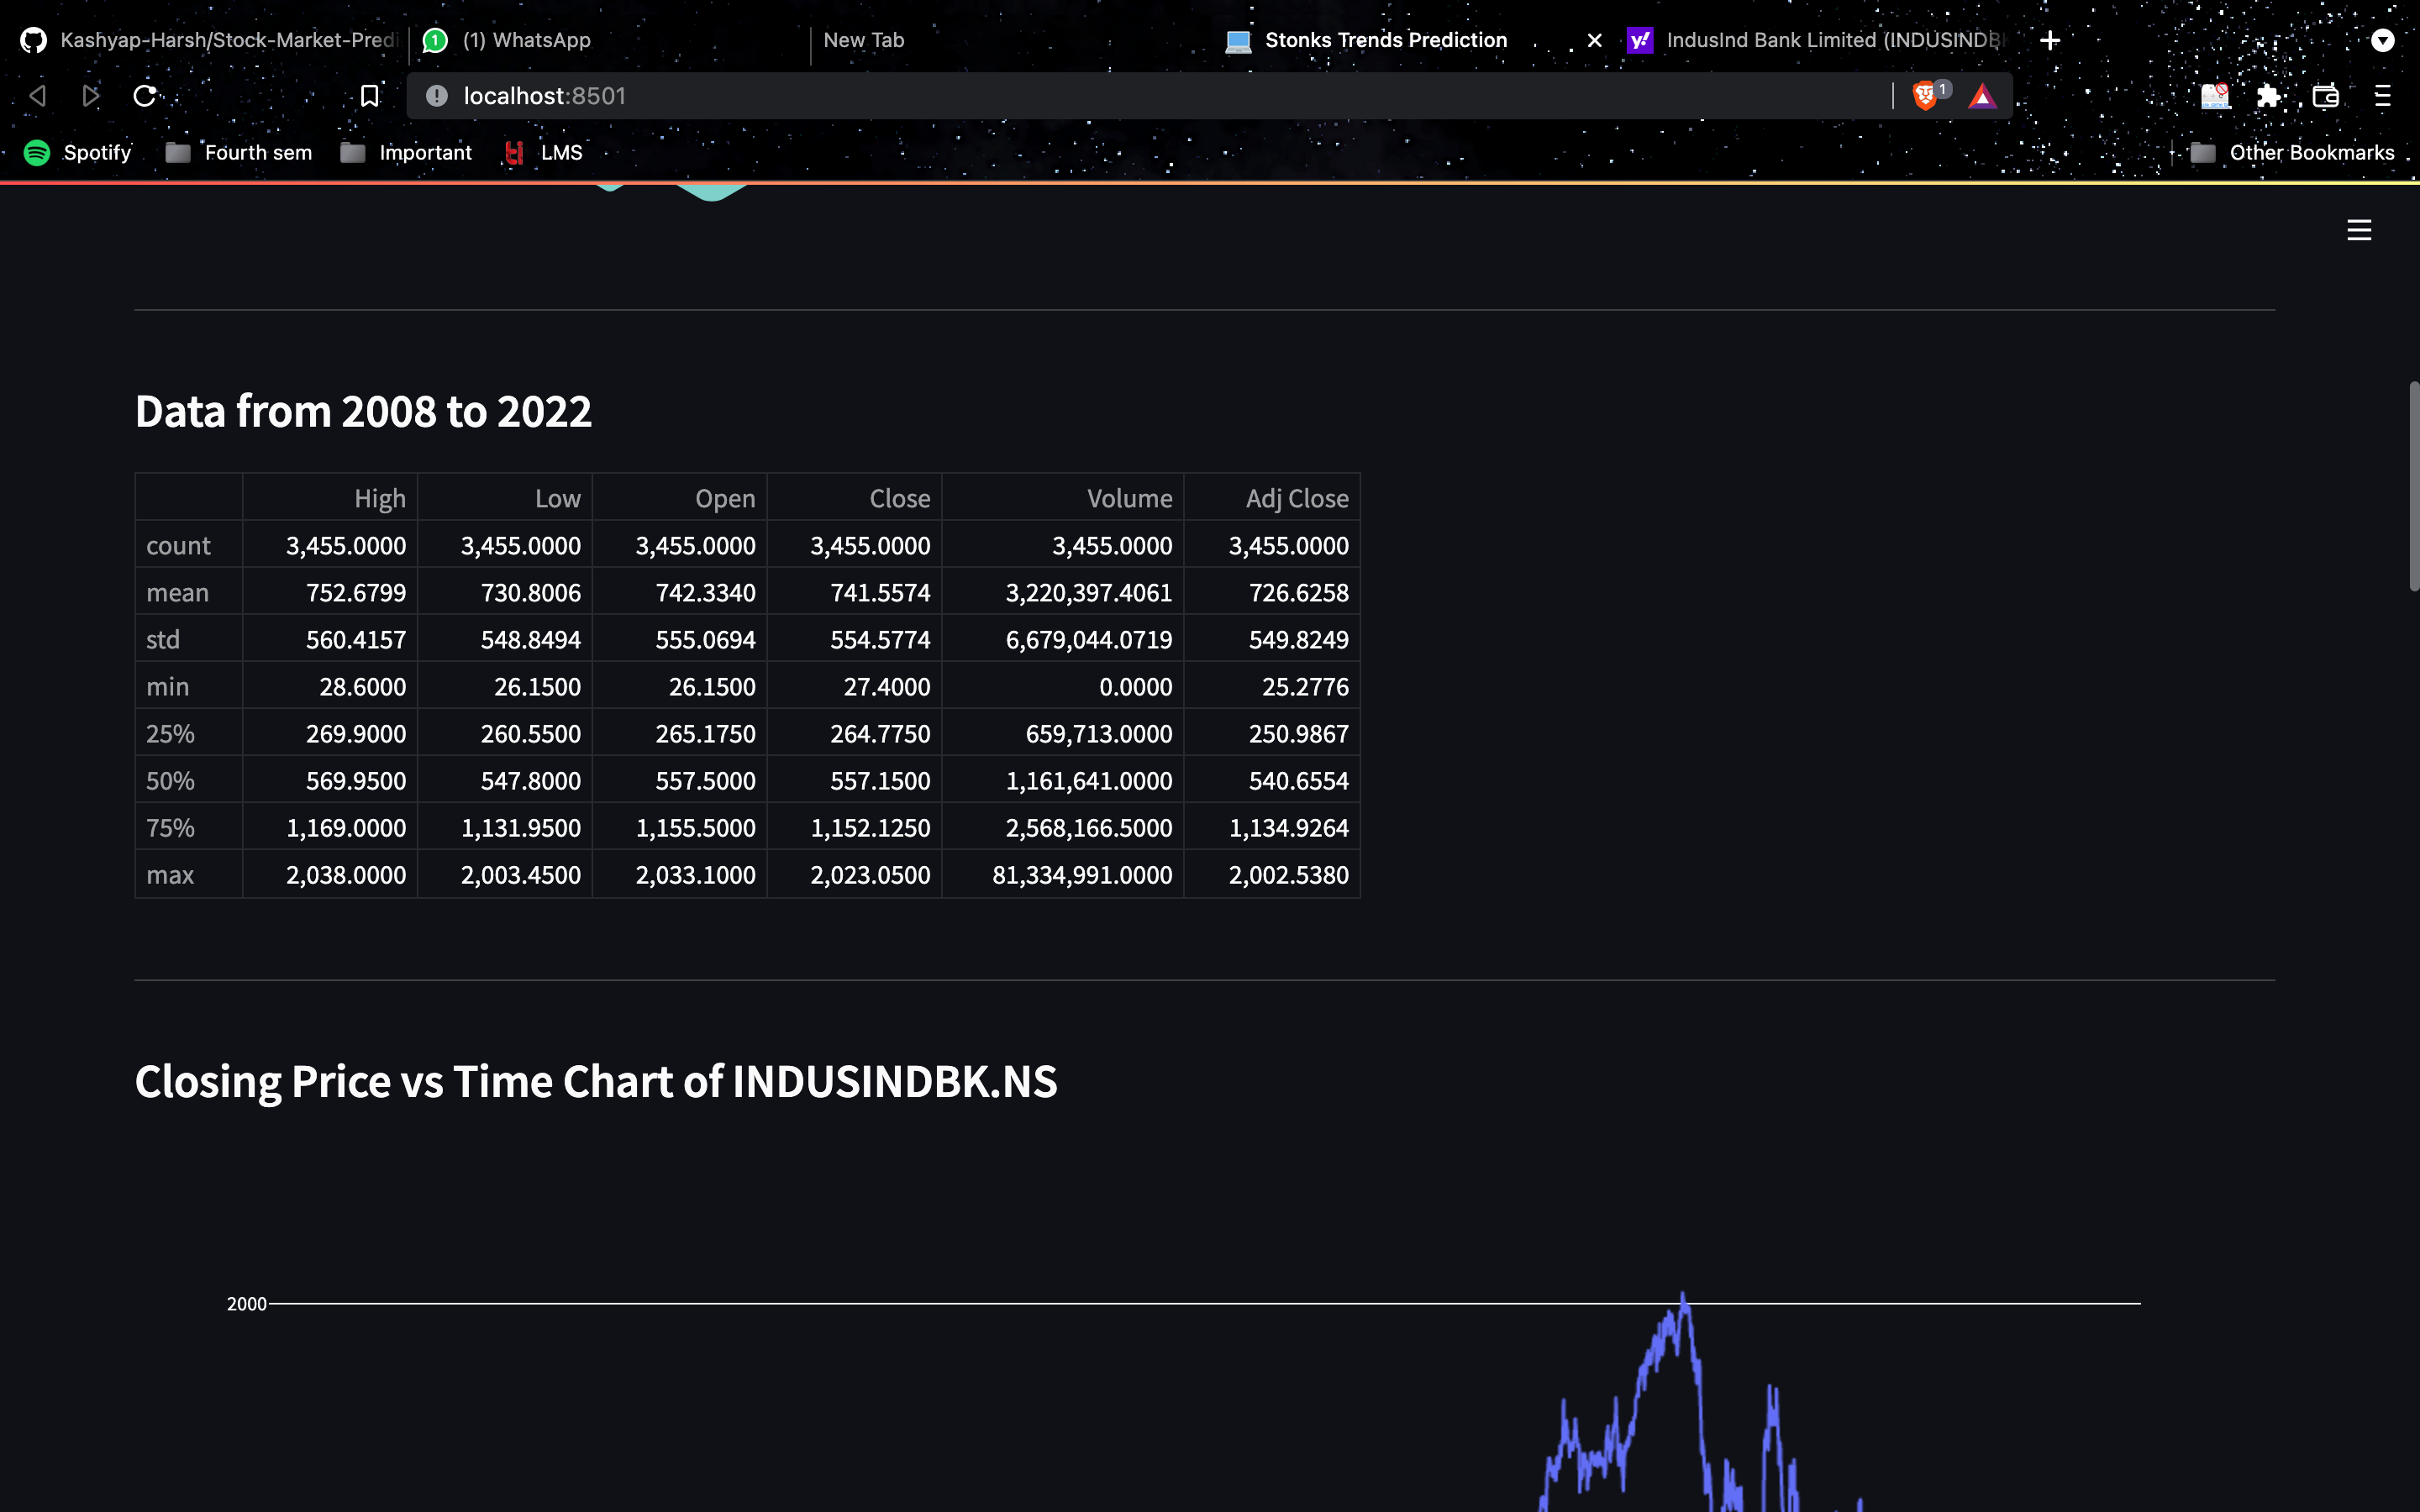 Kashyap-Harsh/Stock-Market-Predi
1 (1) WhatsApp
New Tab
Stonks Trends Prediction
y! IndusInd Bank Limited (INDUSINDB
localhost:8501
1
Spotify Fourth sem Important LMS Other Bookmarks
Data from 2008 to 2022
High Low Open Close Volume Adj Close
count 3,455.0000 3,455.0000 3,455.0000 3,455.0000 3,455.0000 3,455.0000
mean 752.6799 730.8006 742.3340 741.5574 3,220,397.4061 726.6258
std 560.4157 548.8494 555.0694 554.5774 6,679,044.0719 549.8249
min 28.6000 26.1500 26.1500 27.4000 0.0000 25.2776
25% 269.9000 260.5500 265.1750 264.7750 659,713.0000 250.9867
50% 569.9500 547.8000 557.5000 557.1500 1,161,641.0000 540.6554
75% 1,169.0000 1,131.9500 1,155.5000 1,152.1250 2,568,166.5000 1,134.9264
max 2,038.0000 2,003.4500 2,033.1000 2,023.0500 81,334,991.0000 2,002.5380
Closing Price vs Time Chart of INDUSINDBK.NS
2000